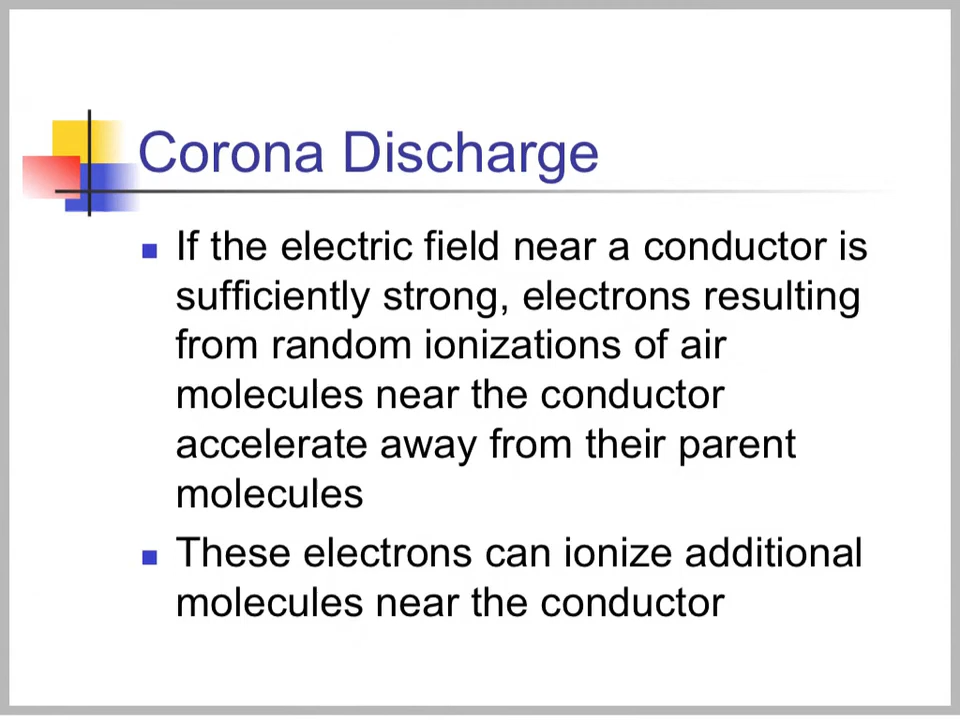 Corona Discharge
If the electric field near a conductor is
sufficiently strong, electrons resulting
from random ionizations of air
molecules near the conductor
accelerate away from their parent
molecules
These electrons can ionize additional
molecules near the conductor